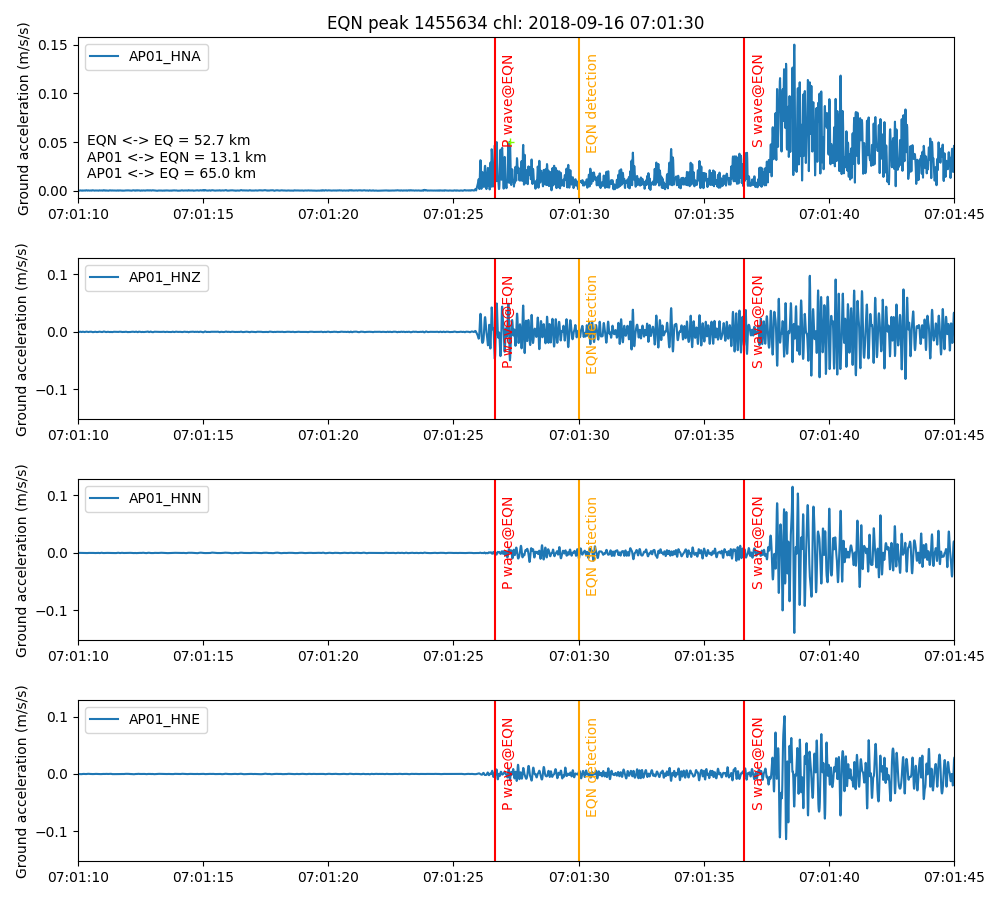 EQN peak 1455634 chl: 2018-09-16 07:01:30
Ground acceleration (m/s/s)
0.15
0.10
0.05
0.00
AP01_HNA
EQN <-> EQ = 52.7 km
AP01 <-> EQN = 13.1 km
AP01 <-> EQ = 65.0 km
P wave@EQN
EQN detection
S wave@EQN
07:01:10 07:01:15 07:01:20 07:01:25 07:01:30 07:01:35 07:01:40 07:01:45
Ground acceleration (m/s/s)
0.1
0.0
−0.1
AP01_HNZ
P wave@EQN
EQN detection
S wave@EQN
07:01:10 07:01:15 07:01:20 07:01:25 07:01:30 07:01:35 07:01:40 07:01:45
Ground acceleration (m/s/s)
0.1
0.0
−0.1
AP01_HNN
P wave@EQN
EQN detection
S wave@EQN
07:01:10 07:01:15 07:01:20 07:01:25 07:01:30 07:01:35 07:01:40 07:01:45
Ground acceleration (m/s/s)
0.1
0.0
−0.1
AP01_HNE
P wave@EQN
EQN detection
S wave@EQN
07:01:10 07:01:15 07:01:20 07:01:25 07:01:30 07:01:35 07:01:40 07:01:45